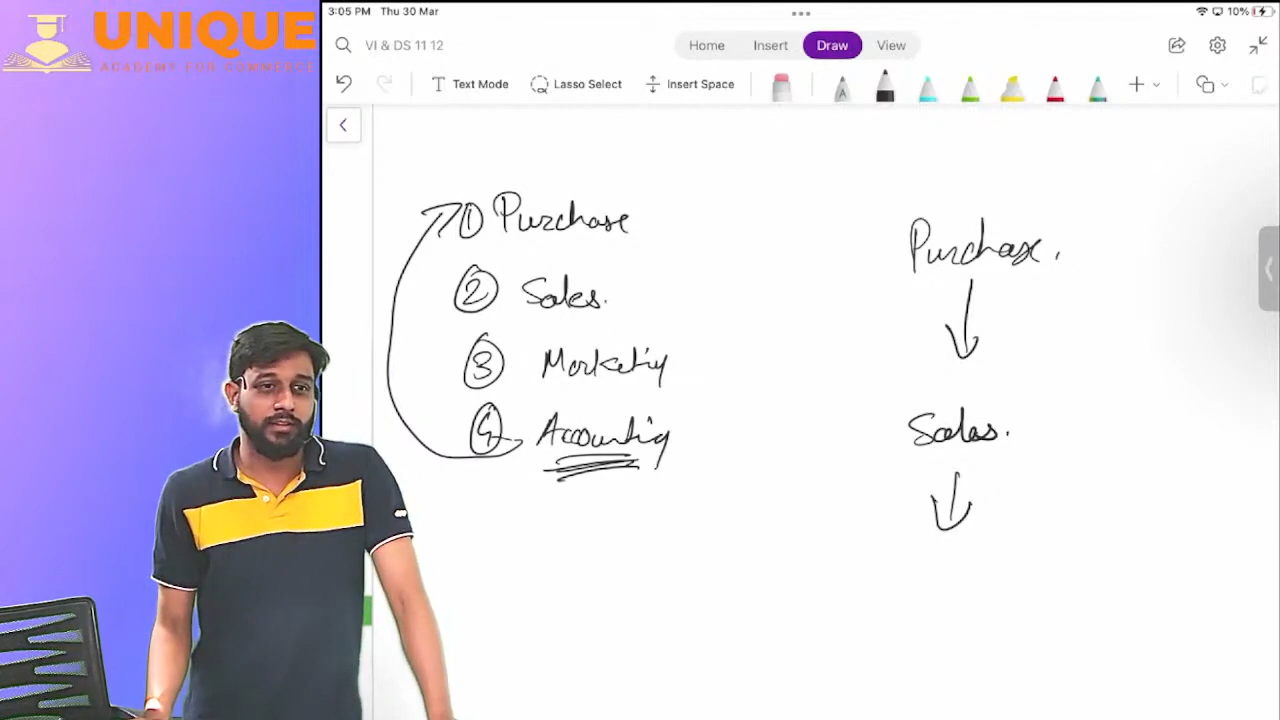 UNIQUE
ACADEMY FOR COMMERCE
3:05 PM Thu 30 Mar
10%
VI & DS 11 12
Home Insert Draw View
Text Mode Lasso Select Insert Space
① Purchase
② Sales.
③ Marketing
④ Accounting
Purchase.
Sales.